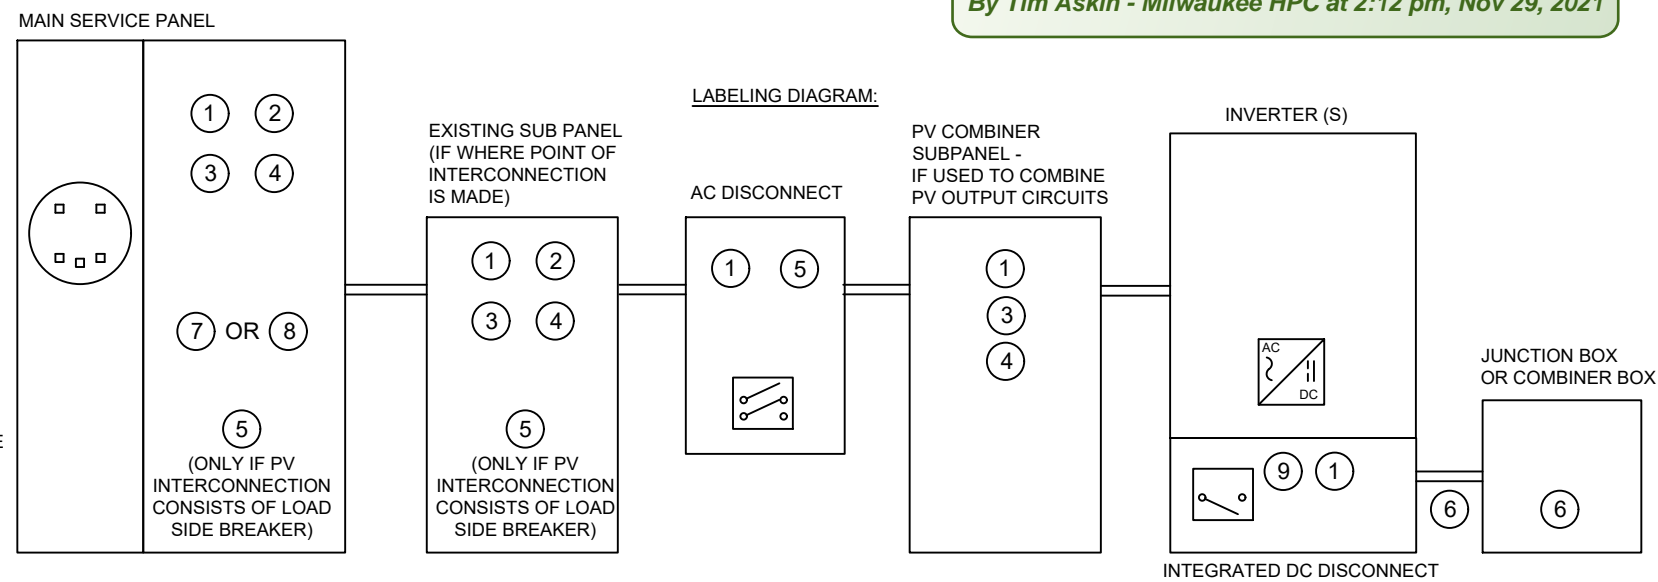 By Tim Askin - Milwaukee HPC at 2:12 pm, Nov 29, 2021
MAIN SERVICE PANEL
1 2
3 4
7 OR 8
5
(ONLY IF PV
INTERCONNECTION
CONSISTS OF LOAD
SIDE BREAKER)
E
EXISTING SUB PANEL
(IF WHERE POINT OF
INTERCONNECTION
IS MADE)
1 2
3 4
5
(ONLY IF PV
INTERCONNECTION
CONSISTS OF LOAD
SIDE BREAKER)
LABELING DIAGRAM:
AC DISCONNECT
1 5
PV COMBINER
SUBPANEL -
IF USED TO COMBINE
PV OUTPUT CIRCUITS
1
3
4
INVERTER (S)
AC
DC
9 1
INTEGRATED DC DISCONNECT
6
JUNCTION BOX
OR COMBINER BOX
6